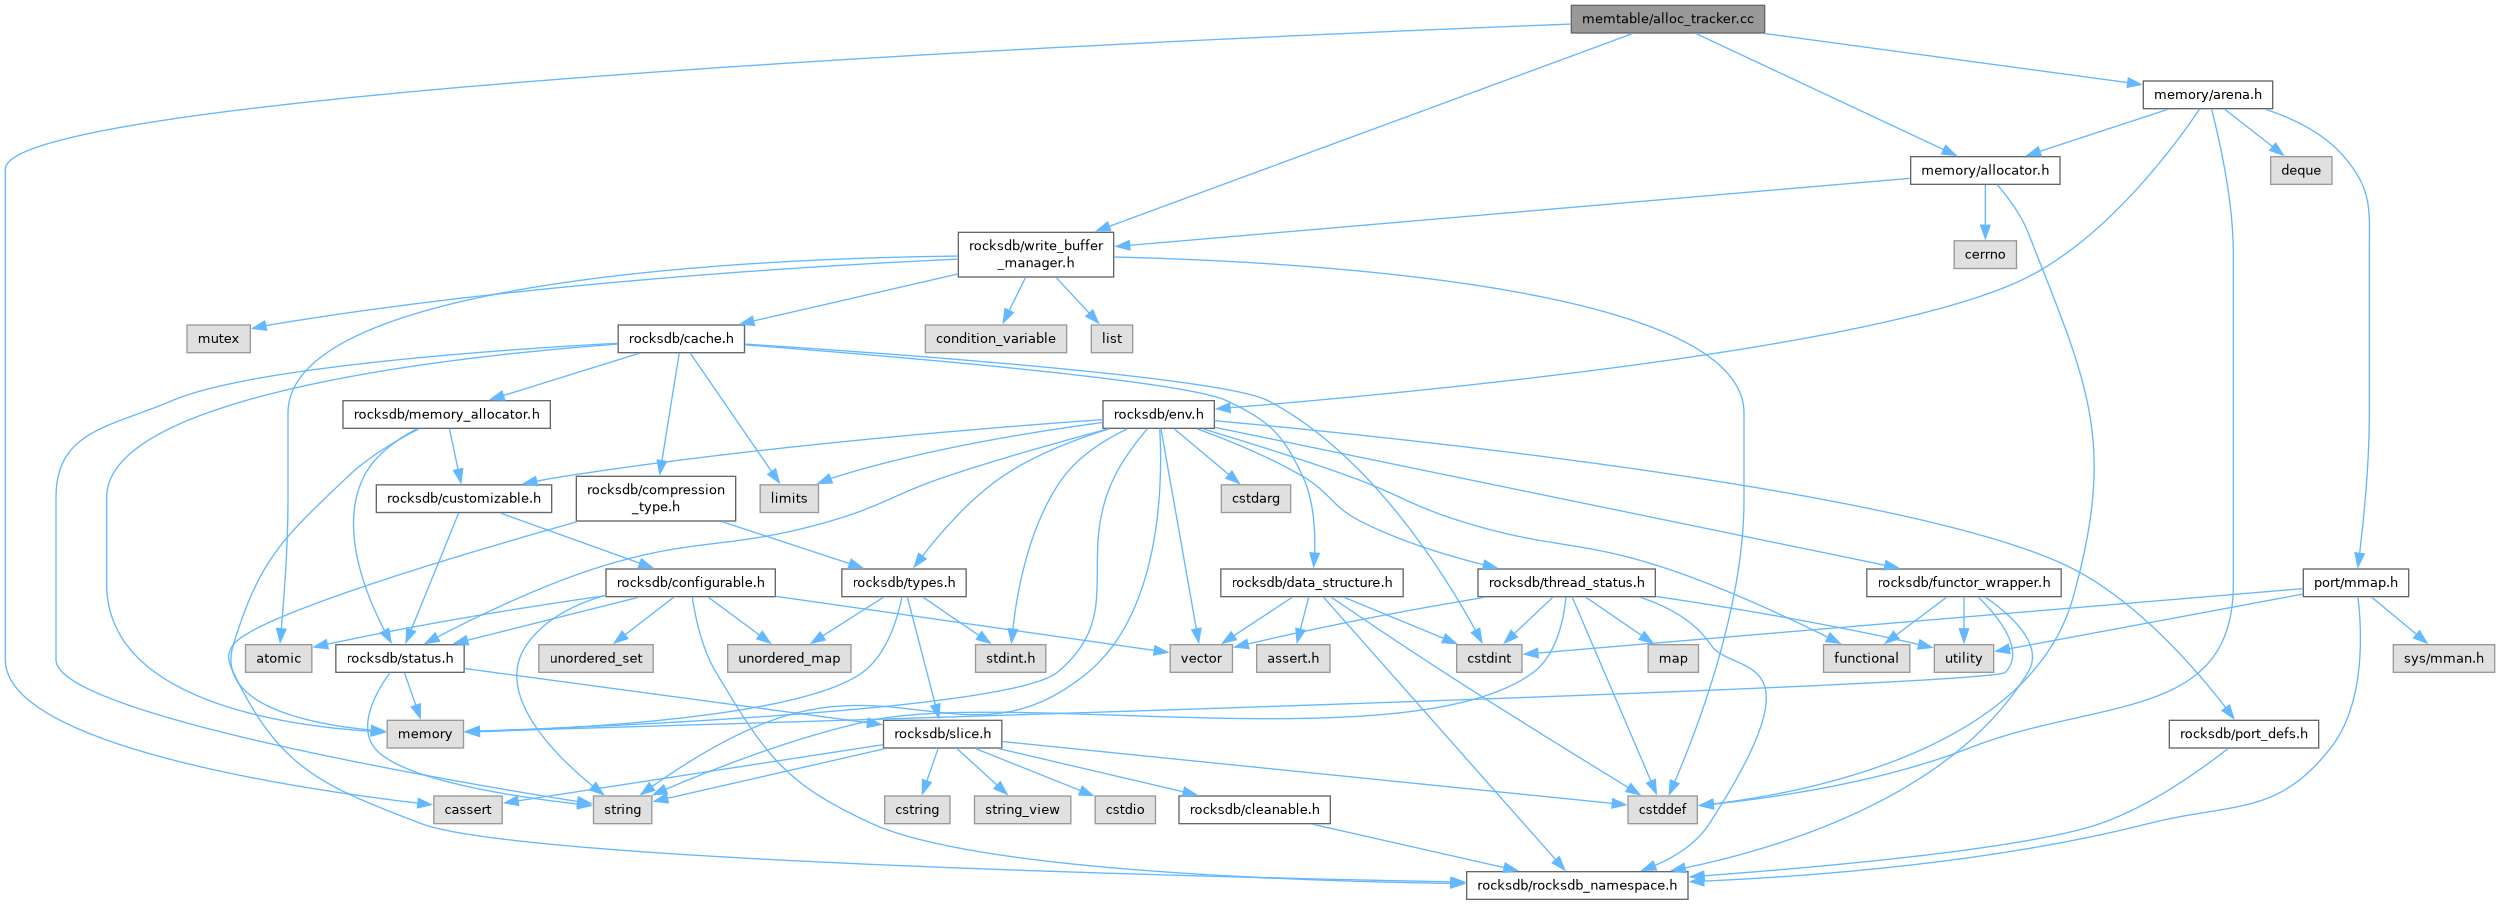 memtable/alloc_tracker.cc
memory/arena.h
memory/allocator.h
deque
rocksdb/write_buffer
_manager.h
cerrno
mutex
rocksdb/cache.h
condition_variable
list
rocksdb/memory_allocator.h
rocksdb/env.h
rocksdb/customizable.h
rocksdb/compression
_type.h
limits
cstdarg
rocksdb/configurable.h
rocksdb/types.h
rocksdb/data_structure.h
rocksdb/thread_status.h
rocksdb/functor_wrapper.h
port/mmap.h
atomic
rocksdb/status.h
unordered_set
unordered_map
stdint.h
vector
assert.h
cstdint
map
functional
utility
sys/mman.h
memory
rocksdb/slice.h
rocksdb/port_defs.h
cassert
string
cstring
string_view
cstdio
rocksdb/cleanable.h
cstddef
rocksdb/rocksdb_namespace.h